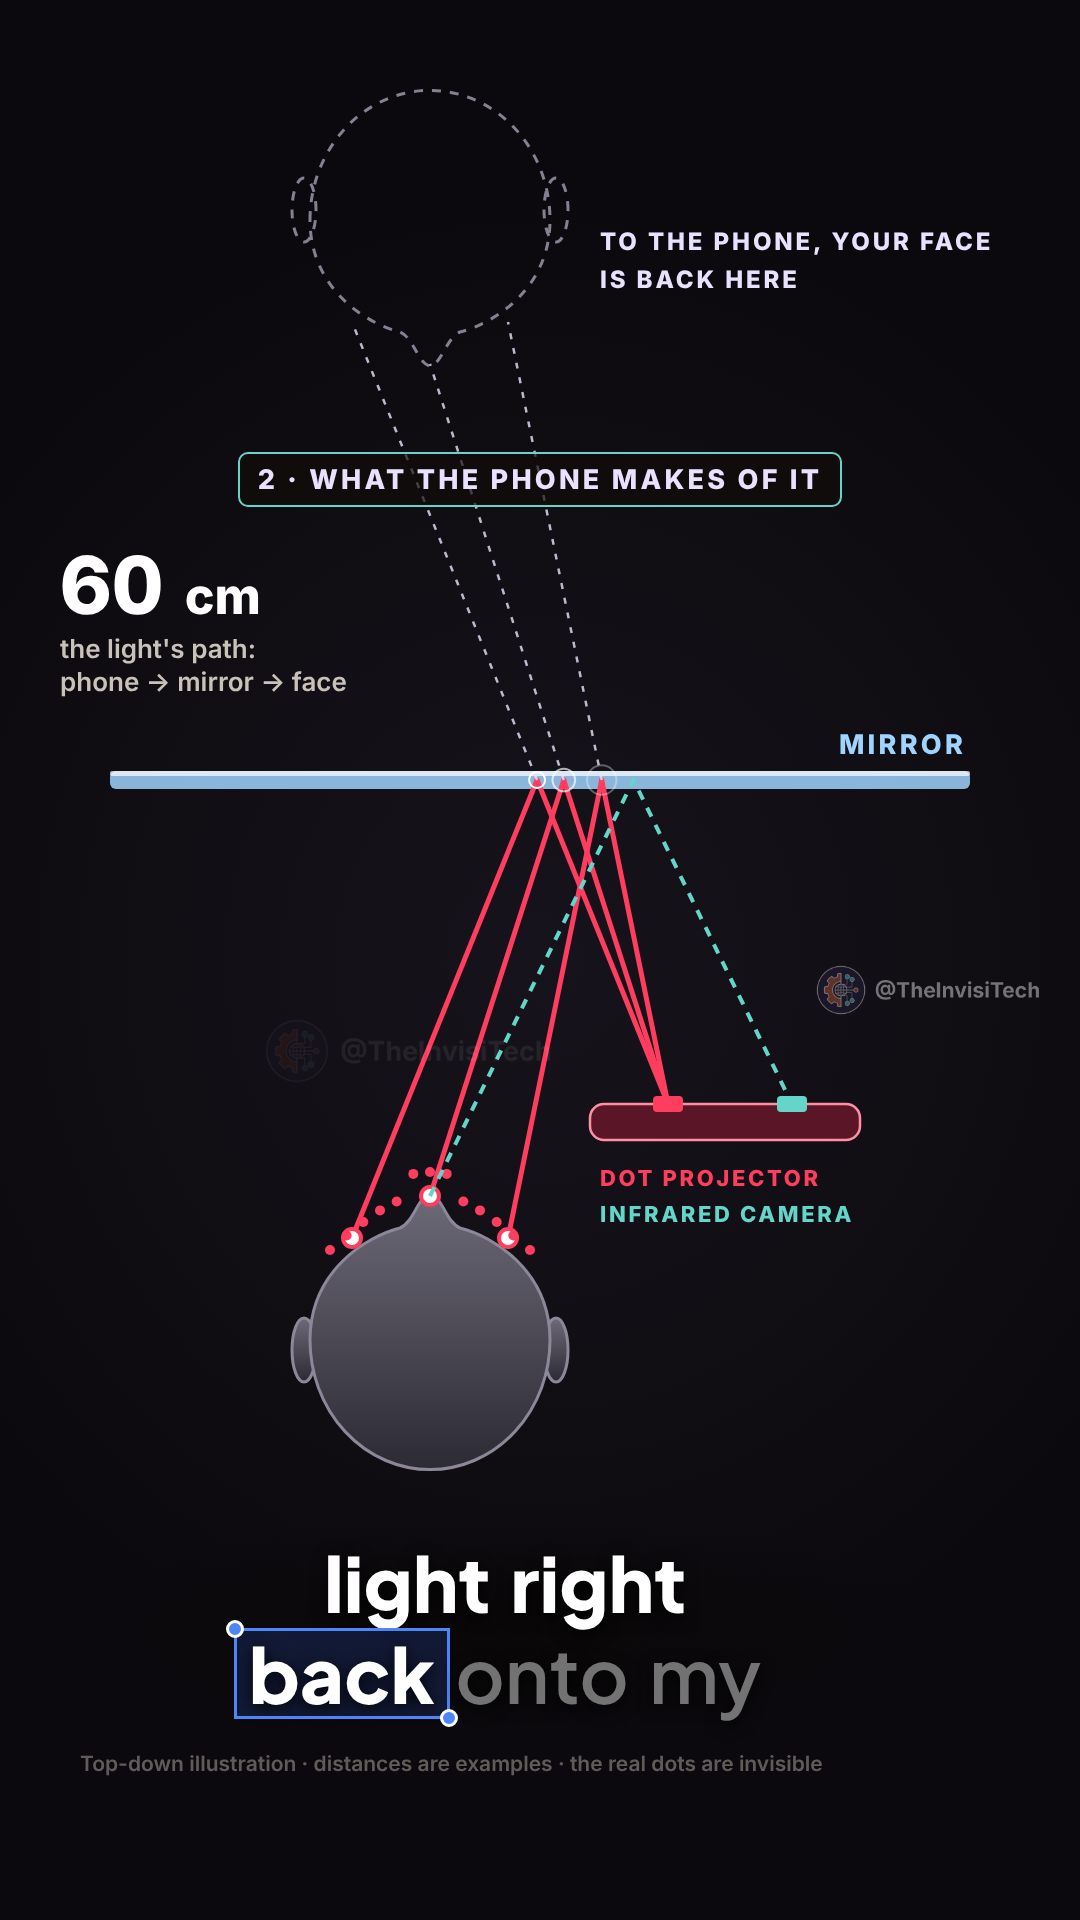 TO THE PHONE, YOUR FACE
IS BACK HERE
2 · WHAT THE PHONE MAKES OF IT
60 cm
the light's path:
phone → mirror → face
MIRROR
@TheInvisiTech
@TheInvisiTech
DOT PROJECTOR
INFRARED CAMERA
light right
back onto my
Top-down illustration · distances are examples · the real dots are invisible